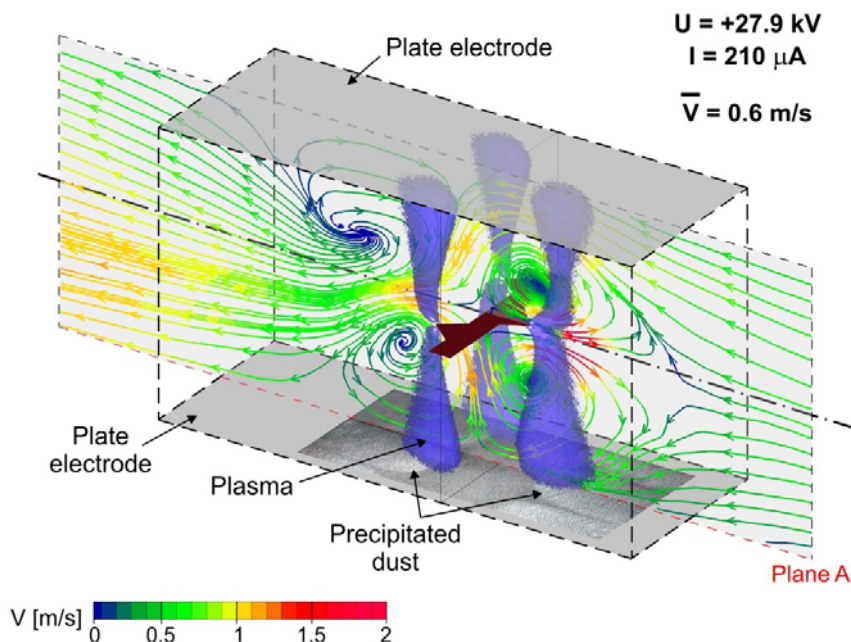 U = +27.9 kV
I = 210 μA
V̅ = 0.6 m/s
Plate electrode
Plate
electrode
Plasma
Precipitated
dust
Plane A
V [m/s]
0 0.5 1 1.5 2